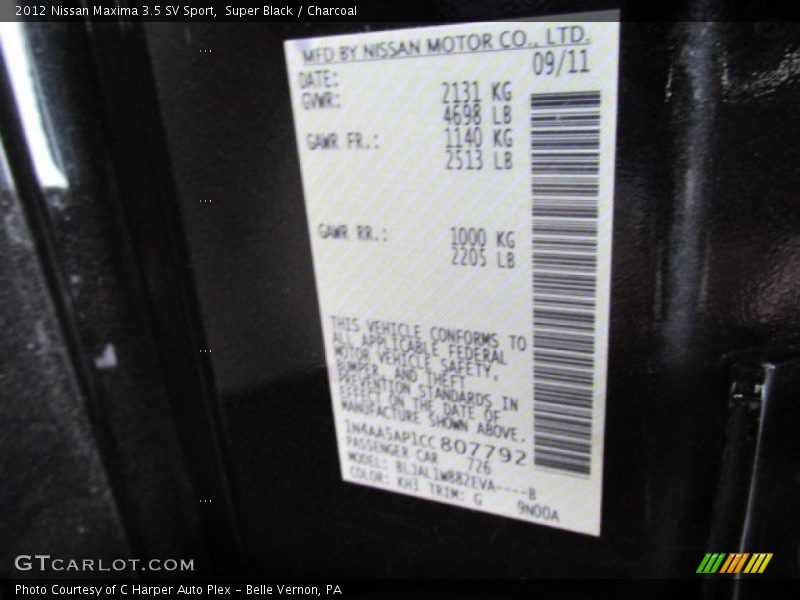 2012 Nissan Maxima 3.5 SV Sport,  Super Black / Charcoal
MFD BY NISSAN MOTOR CO., LTD.
DATE: 09/11
GVWR: 2131 KG
4698 LB
GAWR FR.: 1140 KG
2513 LB
GAWR RR.: 1000 KG
2205 LB
THIS VEHICLE CONFORMS TO
ALL APPLICABLE FEDERAL
MOTOR VEHICLE SAFETY,
BUMPER, AND THEFT
PREVENTION STANDARDS IN
EFFECT ON THE DATE OF
MANUFACTURE SHOWN ABOVE.
1N4AA5AP1CC807792
PASSENGER CAR 726
MODEL: BLJAL1W882EVA----B
COLOR: KH3 TRIM: G 9N00A
GTCARLOT.COM
Photo Courtesy of C Harper Auto Plex - Belle Vernon, PA